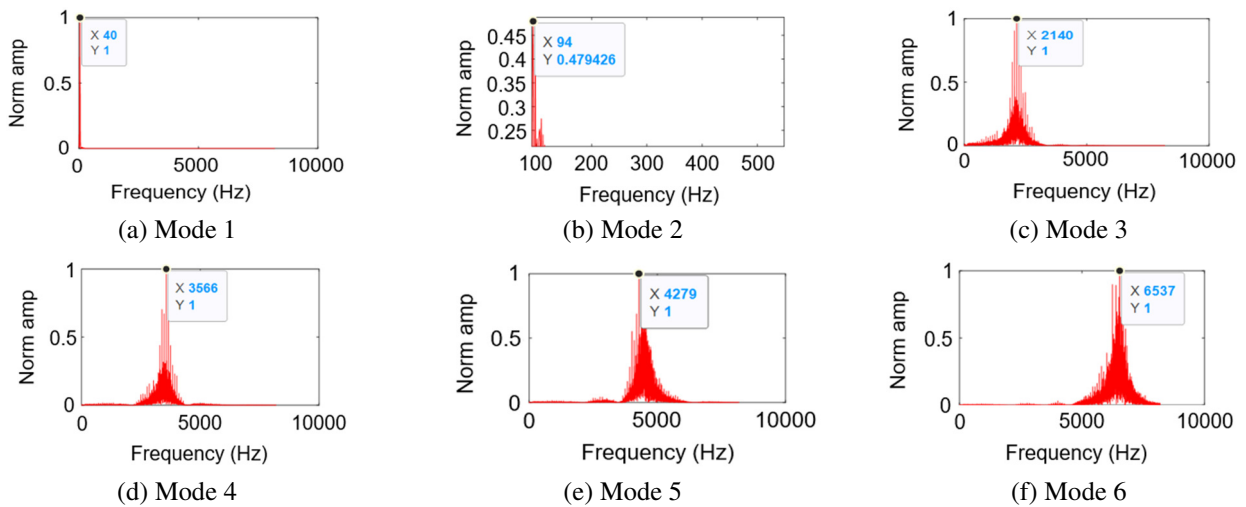 1
X 40
Y 1
Norm amp
0.5
0
0 5000 10000
Frequency (Hz)
(a) Mode 1
0.45
X 94
Y 0.479426
0.4
Norm amp
0.35
0.3
0.25
100 200 300 400 500
Frequency (Hz)
(b) Mode 2
1
X 2140
Y 1
Norm amp
0.5
0
0 5000 10000
Frequency (Hz)
(c) Mode 3
1
X 3566
Y 1
Norm amp
0.5
0
0 5000 10000
Frequency (Hz)
(d) Mode 4
1
X 4279
Y 1
Norm amp
0.5
0
0 5000 10000
Frequency (Hz)
(e) Mode 5
1
X 6537
Y 1
Norm amp
0.5
0
0 5000 10000
Frequency (Hz)
(f) Mode 6